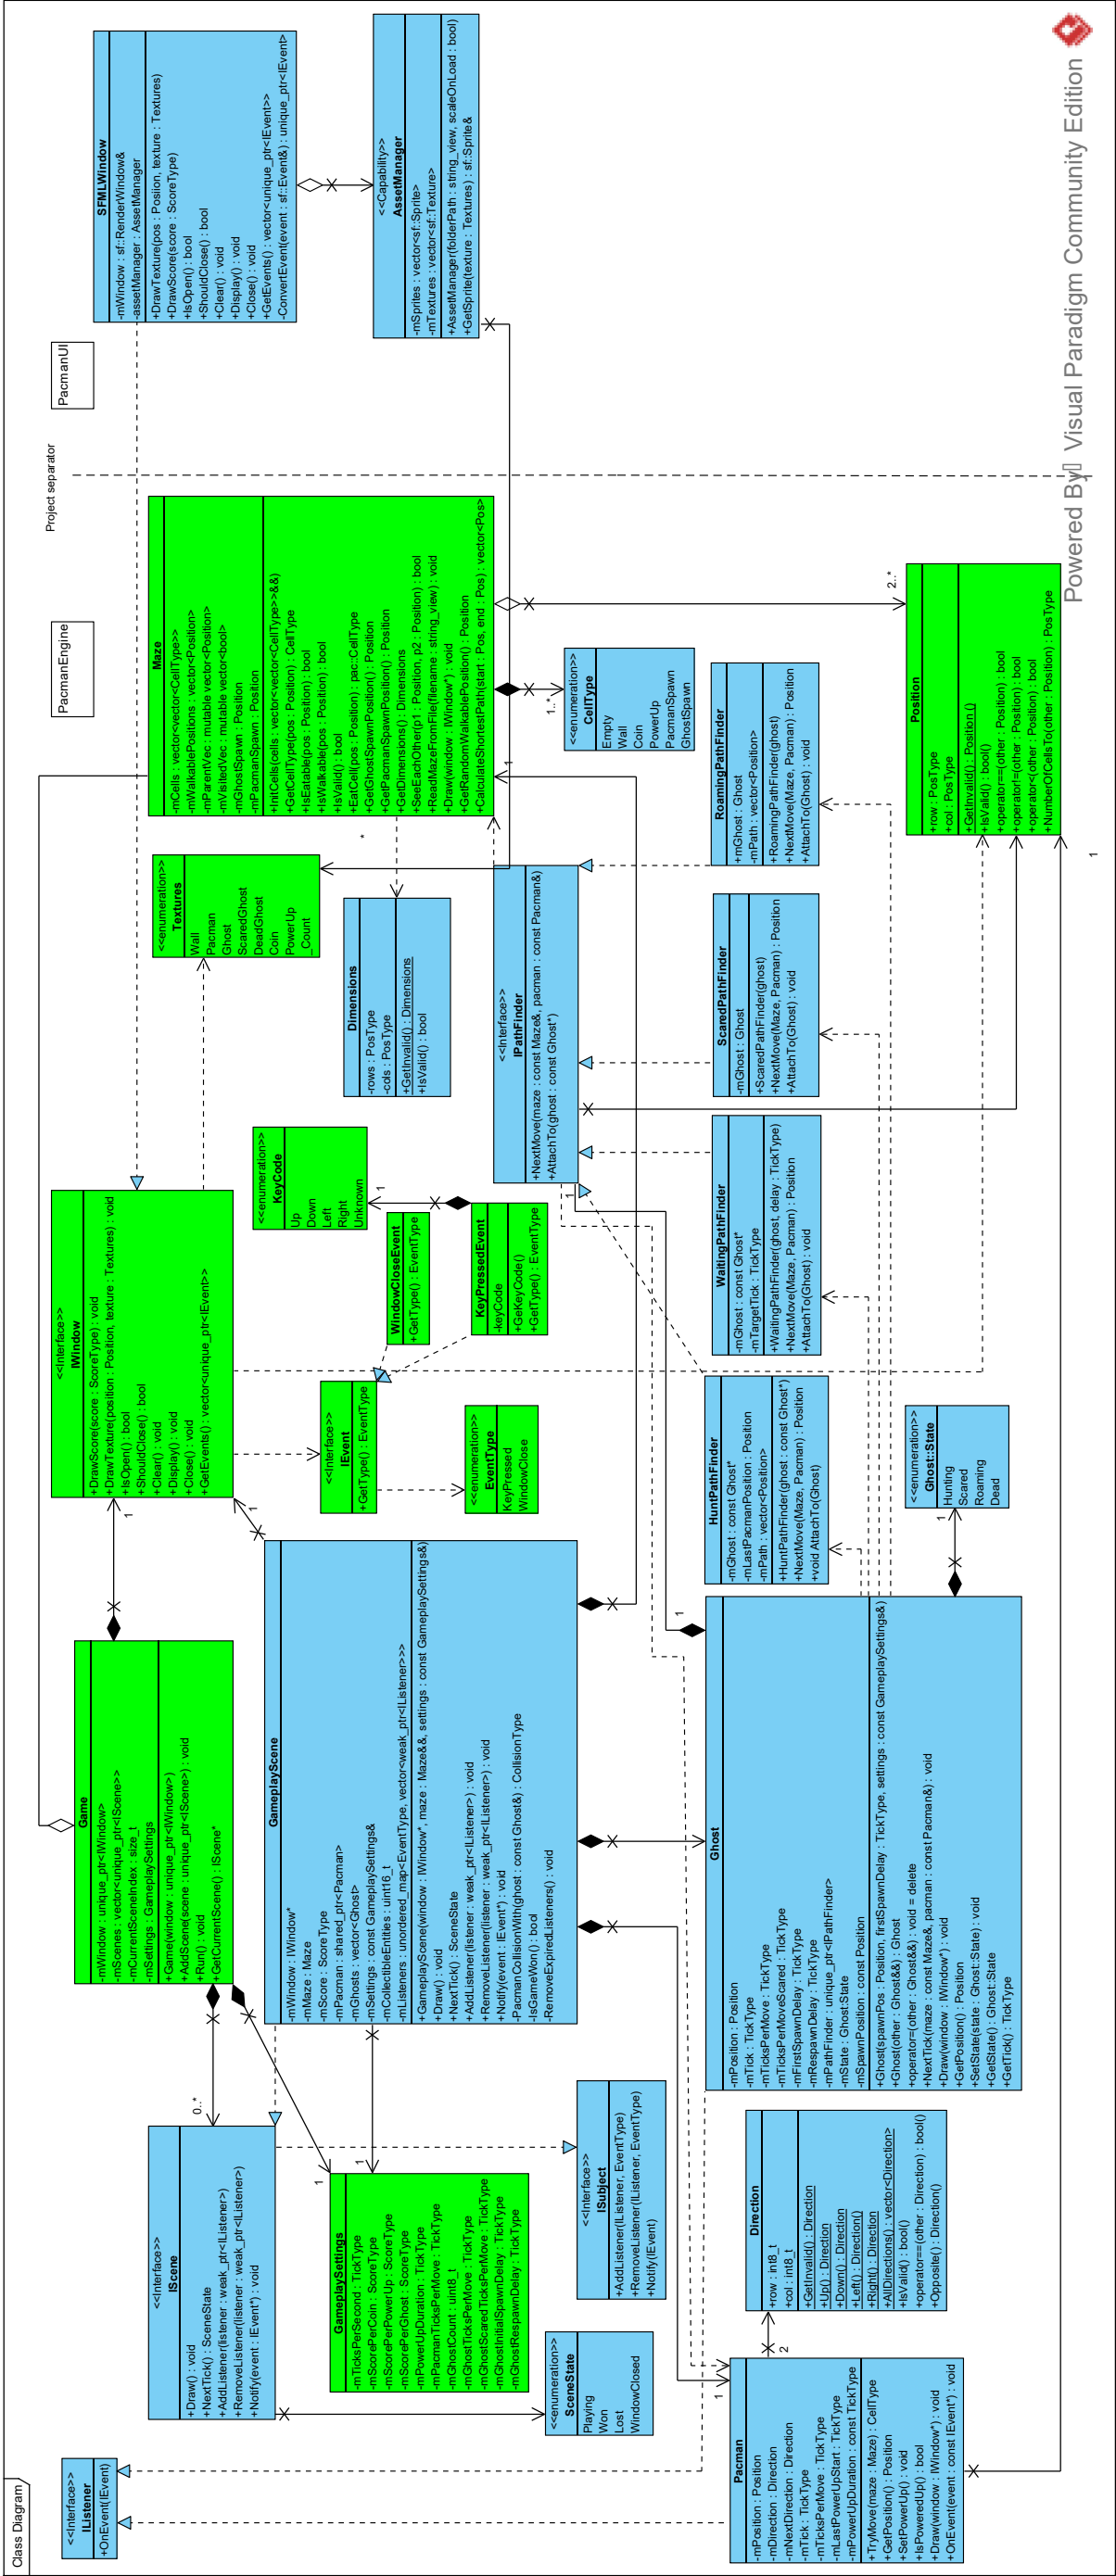 Class Diagram
<<Interface>>
IListener
+OnEvent(IEvent)
<<Interface>>
IScene
+Draw() : void
+NextTick() : SceneState
+AddListener(listener : weak_ptr<IListener>)
+RemoveListener(listener : weak_ptr<IListener>)
+Notify(event : IEvent*) : void
0..*
Game
-mWindow : unique_ptr<IWindow>
-mScenes : vector<unique_ptr<IScene>>
-mCurrentSceneIndex : size_t
-mSettings : GameplaySettings
+Game(window : unique_ptr<IWindow>)
+AddScene(scene : unique_ptr<IScene>) : void
+Run() : void
+GetCurrentScene() : IScene*
1
<<Interface>>
IWindow
+DrawScore(score : ScoreType) : void
+DrawTexture(position : Position, texture : Textures) : void
+IsOpen() : bool
+ShouldClose() : bool
+Clear() : void
+Display() : void
+Close() : void
+GetEvents() : vector<unique_ptr<IEvent>>
1
PacmanEngine
Project separator
PacmanUI
SFMLWindow
-mWindow : sf::RenderWindow&
-assetManager : AssetManager
+DrawTexture(pos : Posiion, texture : Textures)
+DrawScore(score : ScoreType)
+IsOpen() : bool
+ShouldClose() : bool
+Clear() : void
+Display() : void
+Close() : void
+GetEvents() : vector<unique_ptr<IEvent>>
-ConvertEvent(event : sf::Event&) : unique_ptr<IEvent>
<<Capability>>
AssetManager
-mSprites : vector<sf::Sprite>
-mTextures : vector<sf::Texture>
+AssetManager(folderPath : string_view, scaleOnLoad : bool)
+GetSprite(texture : Textures) : sf::Sprite&
Maze
-mCells : vector<vector<CellType>>
-mWalkablePositions : vector<Position>
-mParentVec : mutable vector<Position>
-mVisitedVec : mutable vector<bool>
-mGhostSpawn : Position
-mPacmanSpawn : Position
+InitCells(cells : vector<vector<CellType>>&&)
+GetCellType(pos : Position) : CellType
+IsEatable(pos : Position) : bool
+IsWalkable(pos : Position) : bool
+IsValid() : bool
+EatCell(pos : Position) : pec::CellType
+GetGhostSpawnPosition() : Position
+GetPacmanSpawnPosition() : Position
+GetDimensions() : Dimensions
+SeeEachOther(p1 : Position, p2 : Position) : bool
+ReadMazeFromFile(filename : string_view) : void
+Draw(window : IWindow*) : void
+GetRandomWalkablePosition() : Position
+CalculateShortestPath(start : Pos, end : Pos) : vector<Pos>
<<enumeration>>
Textures
Wall
Pacman
Ghost
ScaredGhost
DeadGhost
Coin
PowerUp
_Count
*
Dimensions
-rows : PosType
-cols : PosType
+GetInvalid() : Dimensions
+IsValid() : bool
<<enumeration>>
KeyCode
Up
Down
Left
Right
Unknown
1
WindowCloseEvent
+GetType() : EventType
KeyPressedEvent
-keyCode
+GeKeyCode()
+GetType() : EventType
<<Interface>>
IEvent
+GetType() : EventType
<<enumeration>>
EventType
KeyPressed
WindowClose
GameplayScene
-mWindow : IWindow*
-mMaze : Maze
-mScore : ScoreType
-mPacman : shared_ptr<Pacman>
-mGhosts : vector<Ghost>
-mSettings : const GameplaySettings&
-mCollectibleEntities : uint16_t
-mListeners : unordered_map<EventType, vector<weak_ptr<IListener>>>
+GameplayScene(window : IWindow*, maze : Maze&&, settings : const GameplaySettings&)
+Draw() : void
+NextTick() : SceneState
+AddListener(listener : weak_ptr<IListener>) : void
+RemoveListener(listener : weak_ptr<IListener>) : void
+Notify(event : IEvent*) : void
-PacmanCollisionWith(ghost : const Ghost&) : CollisionType
-IsGameWon() : bool
-RemoveExpiredListeners() : void
1
1
GameplaySettings
-mTicksPerSecond : TickType
-mScorePerCoin : ScoreType
-mScorePerPowerUp : ScoreType
-mScorePerGhost : ScoreType
-mPowerUpDuration : TickType
-mPacmanTicksPerMove : TickType
-mGhostCount : uint8_t
-mGhostTicksPerMove : TickType
-mGhostScaredTicksPerMove : TickType
-mGhostInitialSpawnDelay : TickType
-mGhostRespawnDelay : TickType
<<enumeration>>
SceneState
Playing
Won
Lost
WindowClosed
<<Interface>>
ISubject
+AddListener(IListener, EventType)
+RemoveListener(IListener, EventType)
+Notify(IEvent)
<<Interface>>
IPathFinder
+NextMove(maze : const Maze&, pacman : const Pacman&)
+AttachTo(ghost : const Ghost*)
1
1
1..*
<<enumeration>>
CellType
Empty
Wall
Coin
PowerUp
PacmanSpawn
GhostSpawn
HuntPathFinder
-mGhost : const Ghost*
-mLastPacmanPosition : Position
-mPath : vector<Position>
+HuntPathFinder(ghost : const Ghost*)
+NextMove(Maze, Pacman) : Position
+void AttachTo(Ghost)
WaitingPathFinder
-mGhost : const Ghost*
-mTargetTick : TickType
+WaitingPathFinder(ghost, delay : TickType)
+NextMove(Maze, Pacman) : Position
+AttachTo(Ghost) : void
ScaredPathFinder
-mGhost : Ghost
+ScaredPathFinder(ghost)
+NextMove(Maze, Pacman) : Position
+AttachTo(Ghost) : void
RoamingPathFinder
+mGhost : Ghost
-mPath : vector<Position>
+RoamingPathFinder(ghost)
+NextMove(Maze, Pacman) : Position
+AttachTo(Ghost) : void
2..*
Position
+row : PosType
+col : PosType
+GetInvalid() : Position ()
+IsValid() : bool()
+operator==(other : Position) : bool
+operator!=(other : Position) : bool
+operator<(other : Position) : bool
+NumberOfCellsTo(other : Position) : PosType
1
<<enumeration>>
Ghost::State
Hunting
Scared
Roaming
Dead
1
1
Ghost
-mPosition : Position
-mTick : TickType
-mTicksPerMove : TickType
-mTicksPerMoveScared : TickType
-mFirstSpawnDelay : TickType
-mRespawnDelay : TickType
-mPathFinder : unique_ptr<IPathFinder>
-mState : Ghost:State
-mSpawnPosition : const Position
+Ghost(spawnPos : Position, firstSpawnDelay : TickType, settings : const GameplaySettings&)
+Ghost(other : Ghost&&) : Ghost
+operator=(other : Ghost&&) : void = delete
+NextTick(maze : const Maze&, pacman : const Pacman&) : void
+Draw(window : IWindow*) : void
+GetPosition() : Position
+SetState(state : Ghost:State) : void
+GetState() : Ghost::State
+GetTick() : TickType
Direction
+row : int8_t
+col : int8_t
+GetInvalid() : Direction
+Up() : Direction
+Down() : Direction
+Left() : Direction()
+Right() : Direction
+AllDirections() : vector<Direction>
+IsValid() : bool()
+operator==(other : Direction) : bool()
+Opposite() : Direction()
2
1
Pacman
-mPosition : Position
-mDirection : Direction
-mNextDirection : Direction
-mTick : TickType
-mTicksPerMove : TickType
-mLastPowerUpStart : TickType
-mPowerUpDuration : const TickType
+TryMove(maze : Maze) : CellType
+GetPosition() : Position
+SetPowerUp() : void
+IsPoweredUp() : bool
+Draw(window : IWindow*) : void
+OnEvent(event : const IEvent*) : void
Powered By Visual Paradigm Community Edition